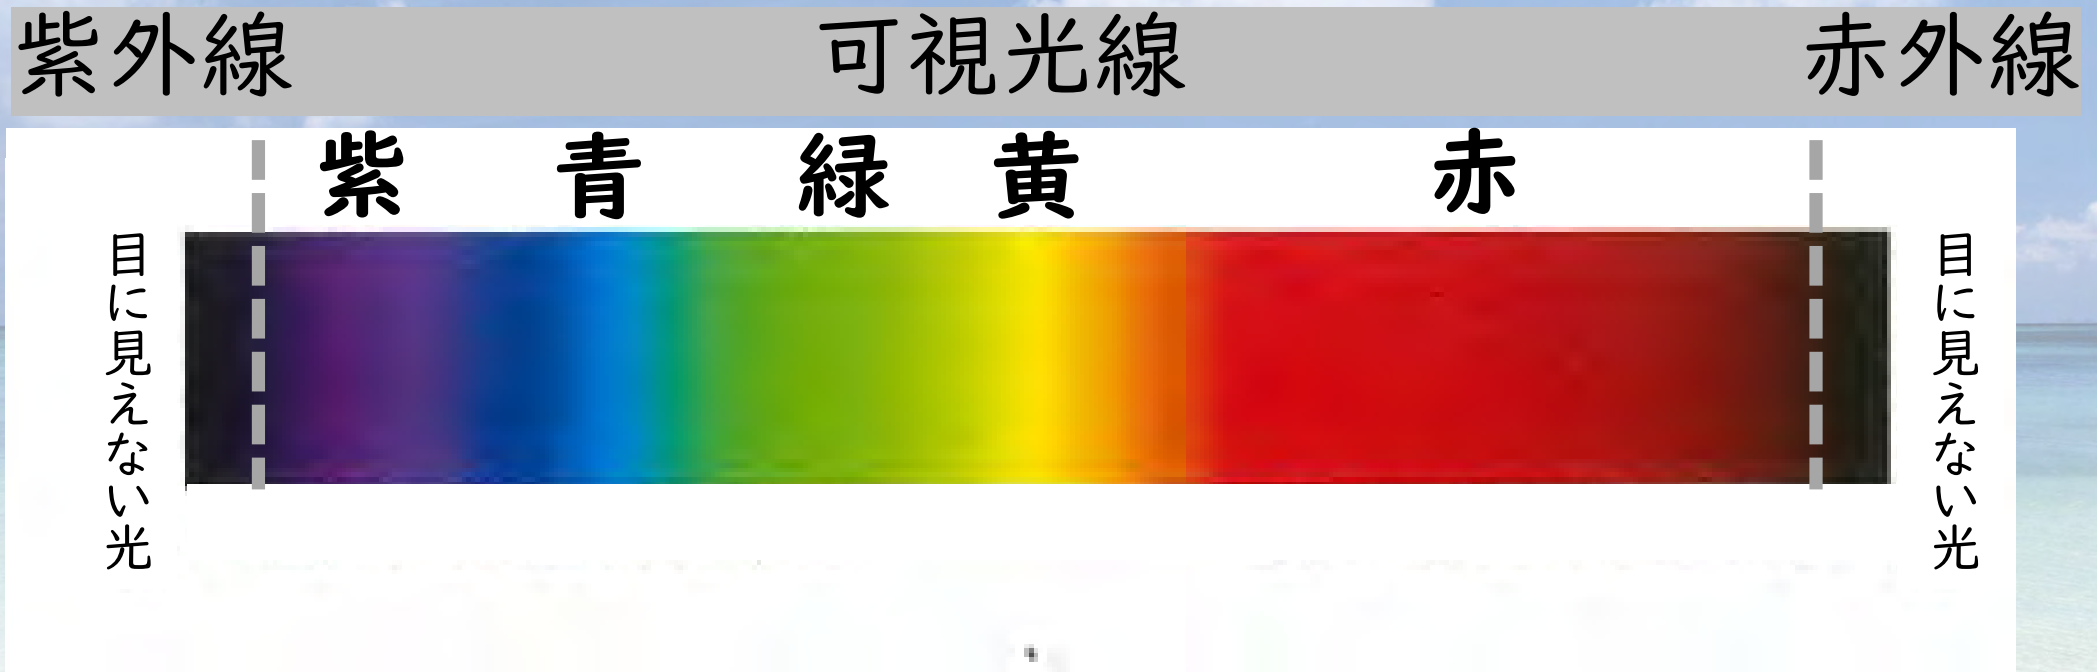 紫外線 可視光線 赤外線
紫 青 緑 黄 赤
目に見えない光
目に見えない光